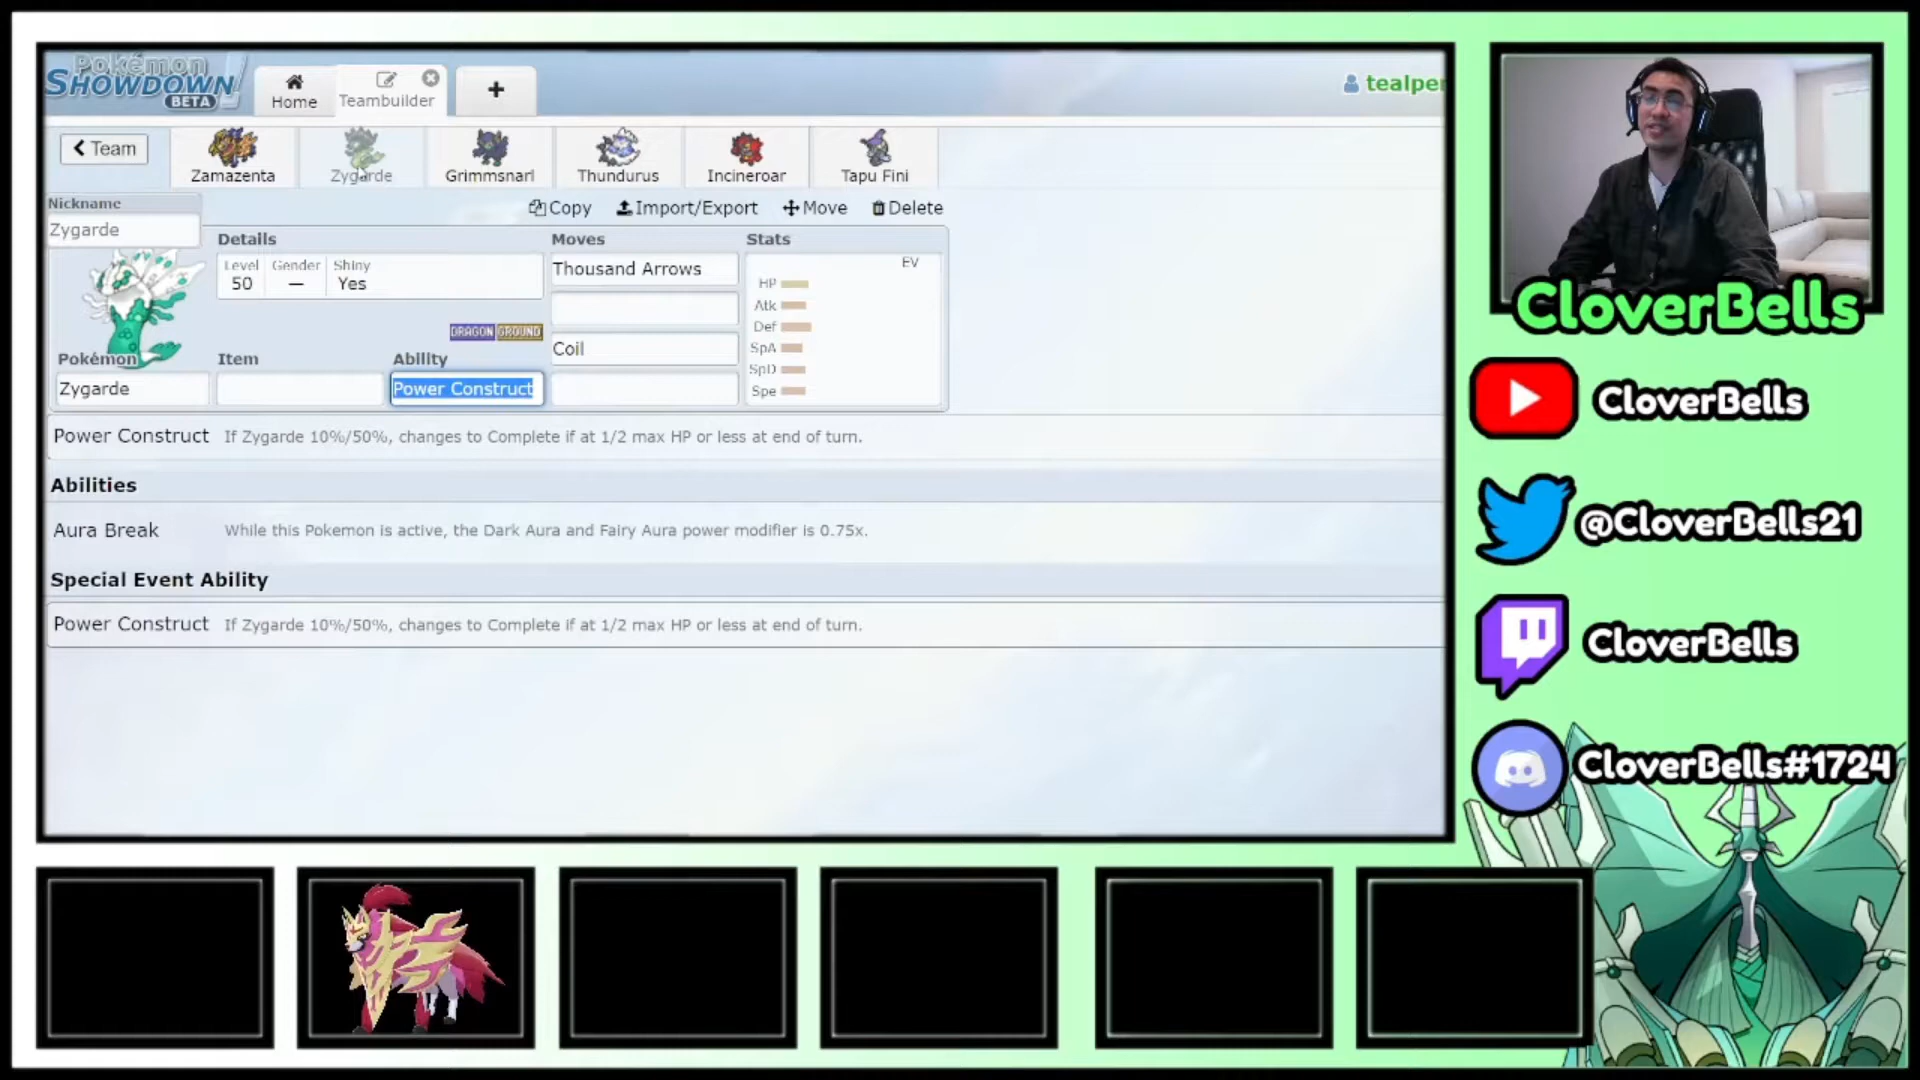 Pokémon
SHOWDOWN
BETA
Home
Teambuilder
+
tealper
Team
Zamazenta
Zygarde
Grimmsnarl
Thundurus
Incineroar
Tapu Fini
Nickname
Zygarde
Copy
Import/Export
Move
Delete
Details
Moves
Stats
Level
Gender
Shiny
50
—
Yes
Thousand Arrows
EV
HP
Atk
Def
SpA
SpD
Spe
DRAGON
GROUND
Coil
Pokémon
Item
Ability
Zygarde
Power Construct
Power Construct If Zygarde 10%/50%, changes to Complete if at 1/2 max HP or less at end of turn.
Abilities
Aura Break While this Pokemon is active, the Dark Aura and Fairy Aura power modifier is 0.75x.
Special Event Ability
Power Construct If Zygarde 10%/50%, changes to Complete if at 1/2 max HP or less at end of turn.
CloverBells
CloverBells
@CloverBells21
CloverBells
CloverBells#1724